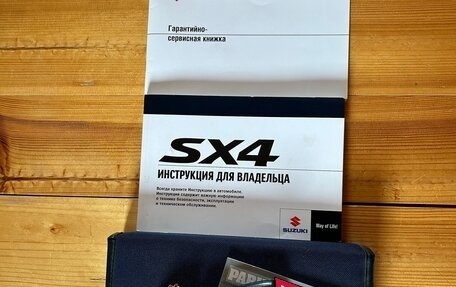 Гарантийно-
сервисная книжка
SX4
ИНСТРУКЦИЯ ДЛЯ ВЛАДЕЛЬЦА
Всегда храните Инструкцию в автомобиле.
Инструкция содержит важную информацию
о технике безопасности, эксплуатации
и техническом обслуживании.
SUZUKI
Way of Life!